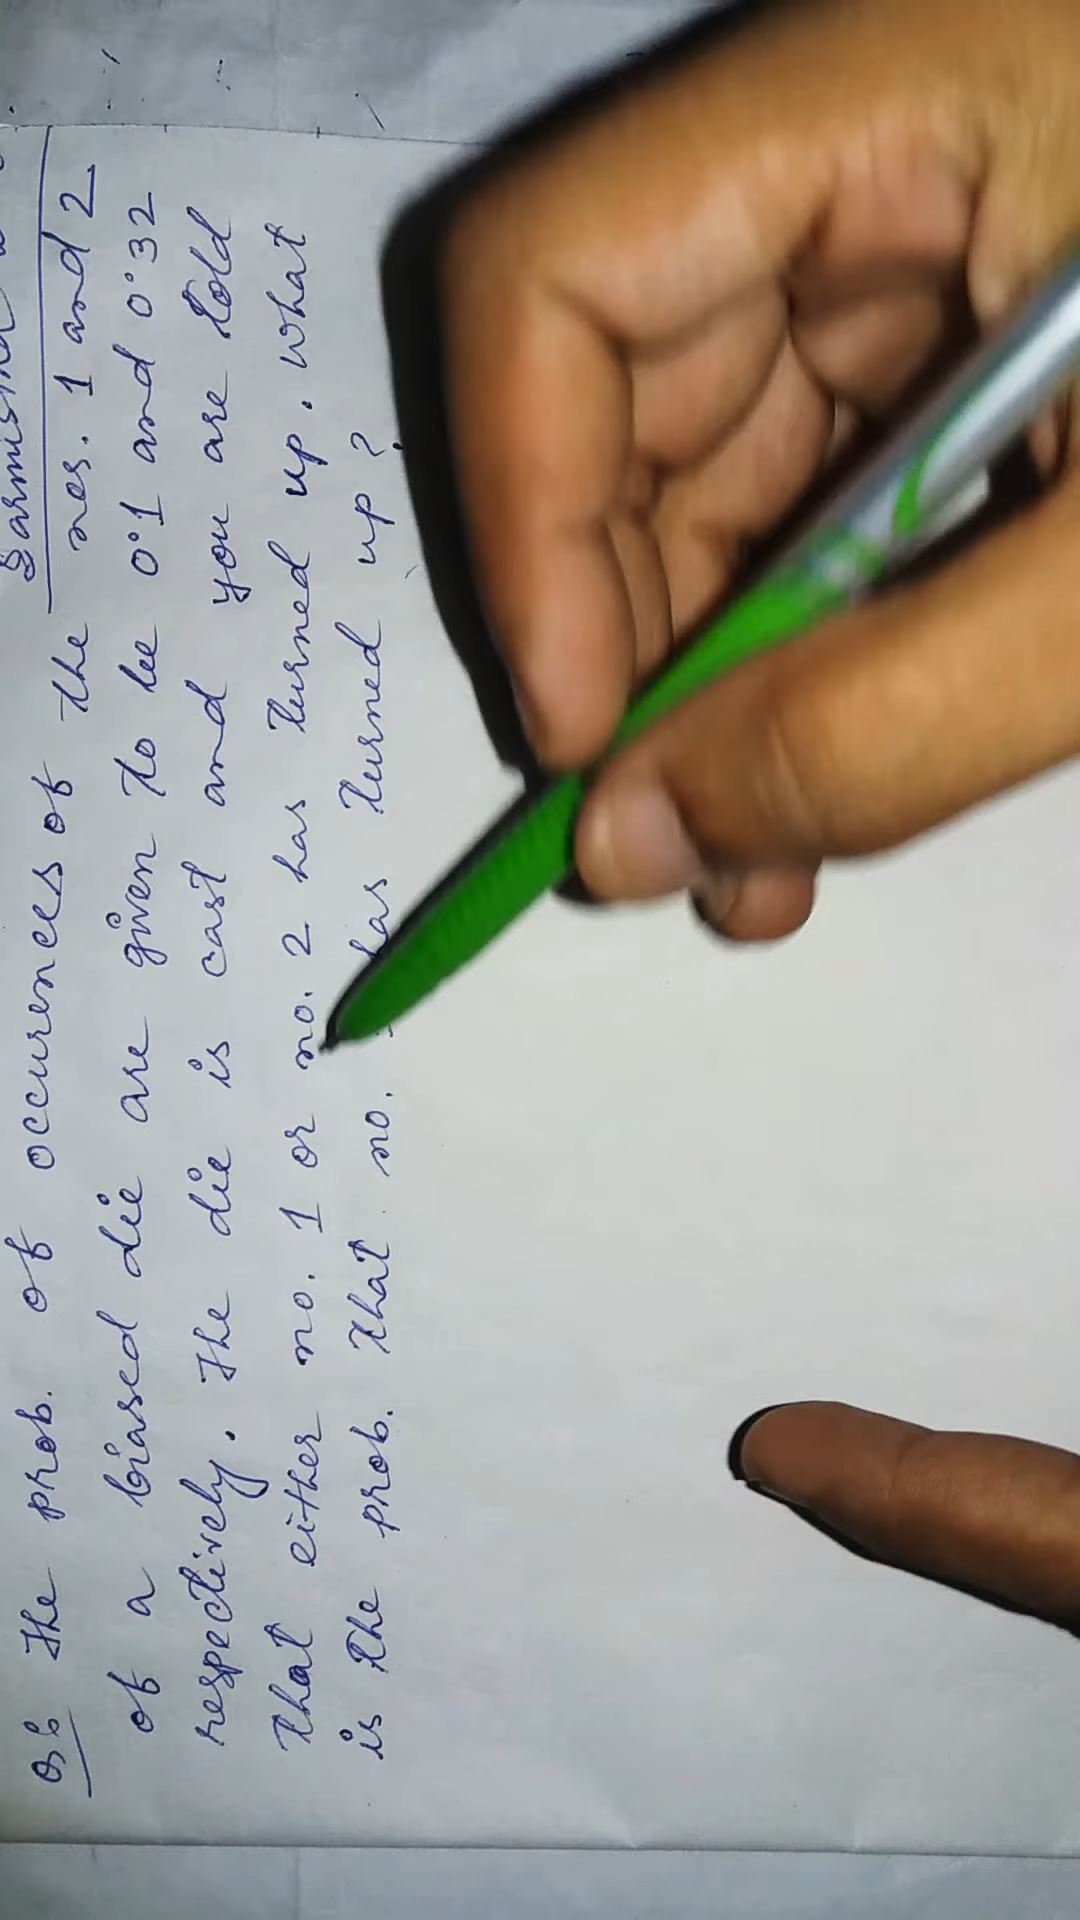 Sarmistha
Q6 The prob. of occurences of the nos. 1 and 2
of a biased die are given to be 0.1 and 0.32
respectively. The die is cast and you are told
that either no. 1 or no. 2 has turned up. What
is the prob. that no. has turned up?